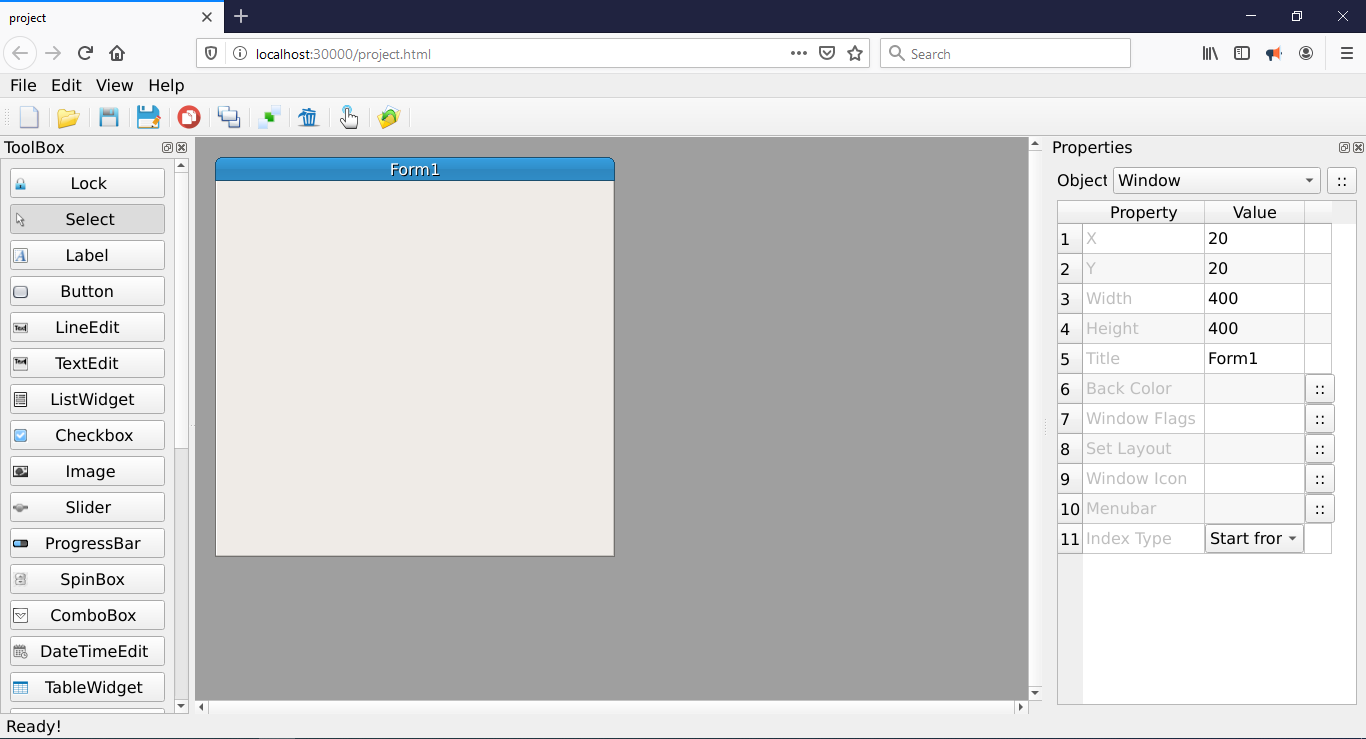 project
localhost:30000/project.html
Search
File Edit View Help
ToolBox
Lock
Select
Label
Button
LineEdit
TextEdit
ListWidget
Checkbox
Image
Slider
ProgressBar
SpinBox
ComboBox
DateTimeEdit
TableWidget
Form1
Properties
Object Window ::
Property Value
1 X 20
2 Y 20
3 Width 400
4 Height 400
5 Title Form1
6 Back Color ::
7 Window Flags ::
8 Set Layout ::
9 Window Icon ::
10 Menubar ::
11 Index Type Start fror
Ready!